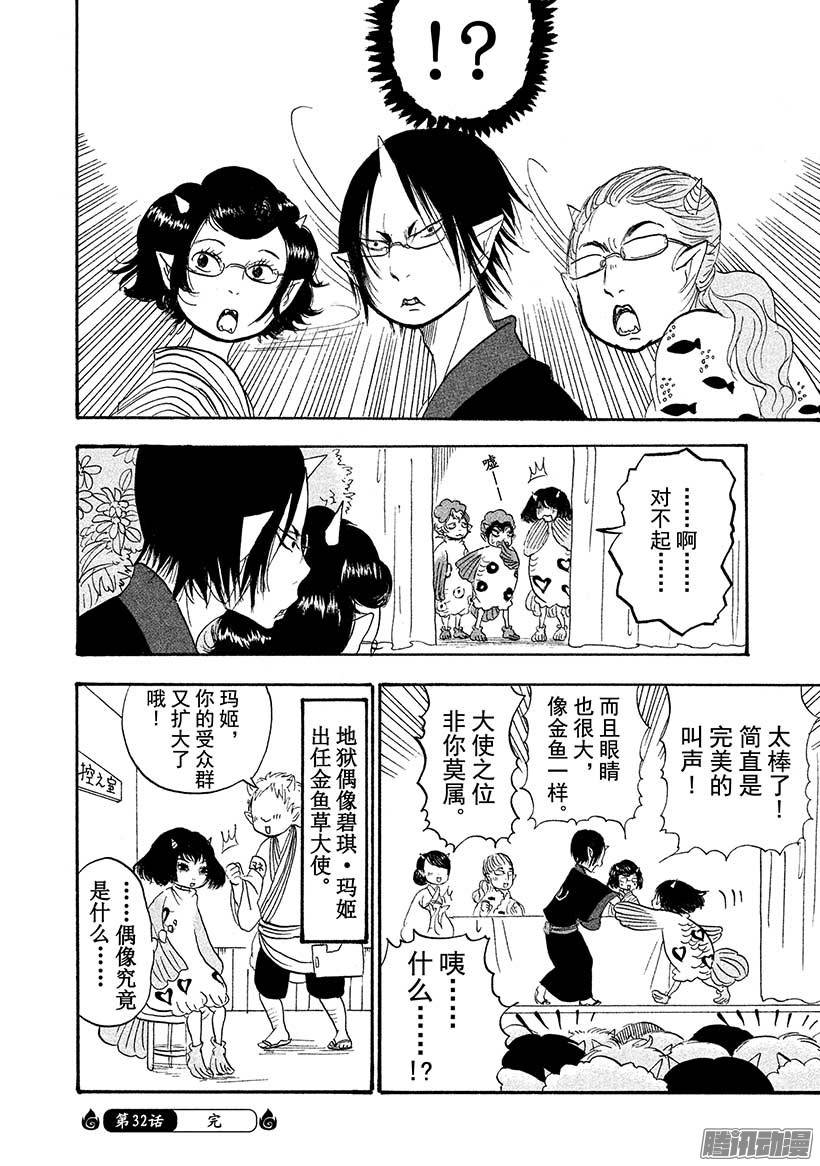 !?
……啊
对不起……
嘘——
太棒了！
简直是
完美的
叫声！
而且眼睛
也很大，
像金鱼一样。
大使之位
非你莫属。
咦……
什么……!?
地狱偶像碧琪·玛姬
出任金鱼草大使。
玛姬，
你的受众群
又扩大了
哦！
控え室
……偶像究竟
是什么……
第32话 完
腾讯动漫